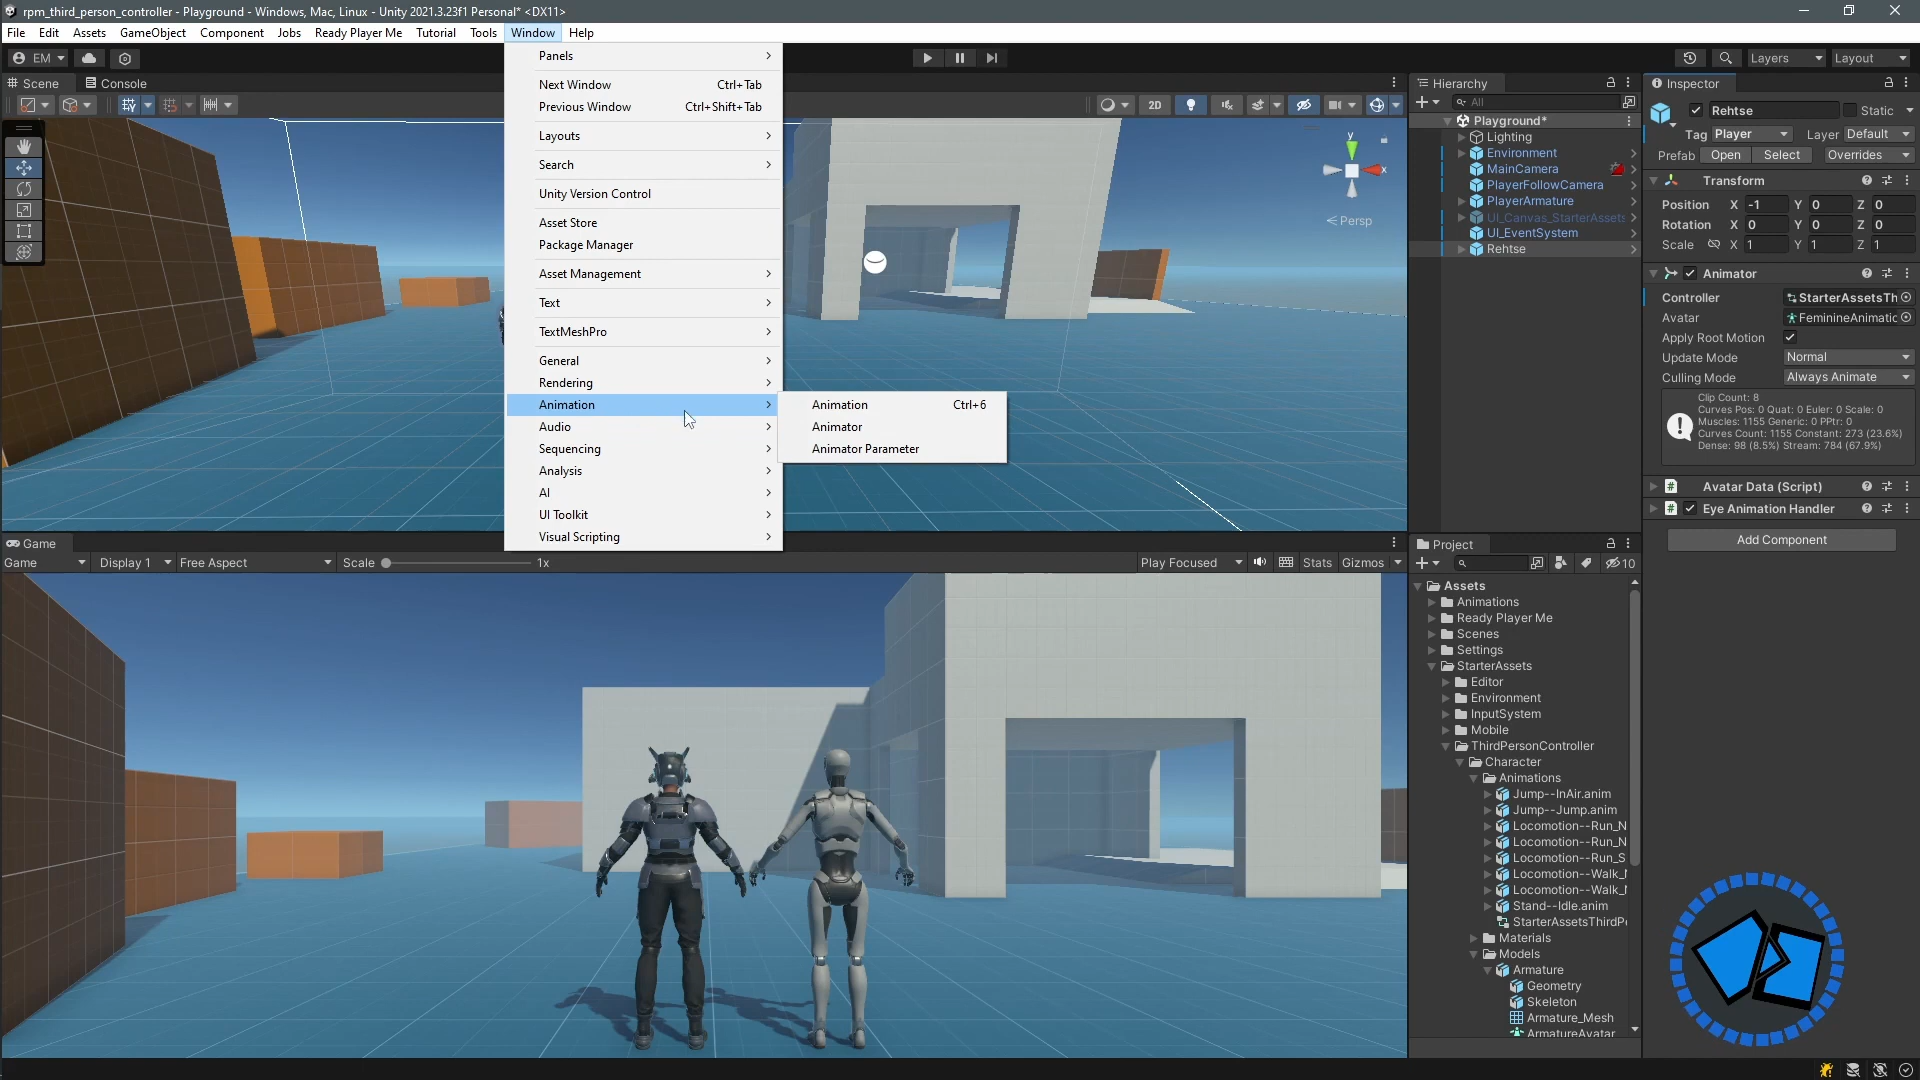 rpm_third_person_controller - Playground - Windows, Mac, Linux - Unity 2021.3.23f1 Personal* <DX11>
File Edit Assets GameObject Component Jobs Ready Player Me Tutorial Tools Window Help
EM
Layers
Layout
Scene
Console
2D
Persp
y
x
Panels
Next Window Ctrl+Tab
Previous Window Ctrl+Shift+Tab
Layouts
Search
Unity Version Control
Asset Store
Package Manager
Asset Management
Text
TextMeshPro
General
Rendering
Animation
Audio
Sequencing
Analysis
AI
UI Toolkit
Visual Scripting
Animation Ctrl+6
Animator
Animator Parameter
Game
Game Display 1 Free Aspect Scale 1x Play Focused Stats Gizmos
Hierarchy
All
Playground*
Lighting
Environment
MainCamera
PlayerFollowCamera
PlayerArmature
UI_Canvas_StarterAssets
UI_EventSystem
Rehtse
Project
10
Assets
Animations
Ready Player Me
Scenes
Settings
StarterAssets
Editor
Environment
InputSystem
Mobile
ThirdPersonController
Character
Animations
Jump--InAir.anim
Jump--Jump.anim
Locomotion--Run_N
Locomotion--Run_N
Locomotion--Run_S
Locomotion--Walk_
Locomotion--Walk_
Stand--Idle.anim
StarterAssetsThirdP
Materials
Models
Armature
Geometry
Skeleton
Armature_Mesh
ArmatureAvatar
Inspector
Rehtse Static
Tag Player Layer Default
Prefab Open Select Overrides
Transform
Position X -1 Y 0 Z 0
Rotation X 0 Y 0 Z 0
Scale X 1 Y 1 Z 1
Animator
Controller StarterAssetsTh
Avatar FeminineAnimatic
Apply Root Motion
Update Mode Normal
Culling Mode Always Animate
Clip Count: 8
Curves Pos: 0 Quat: 0 Euler: 0 Scale: 0
Muscles: 1155 Generic: 0 PPtr: 0
Curves Count: 1155 Constant: 273 (23.6%)
Dense: 98 (8.5%) Stream: 784 (67.9%)
Avatar Data (Script)
Eye Animation Handler
Add Component